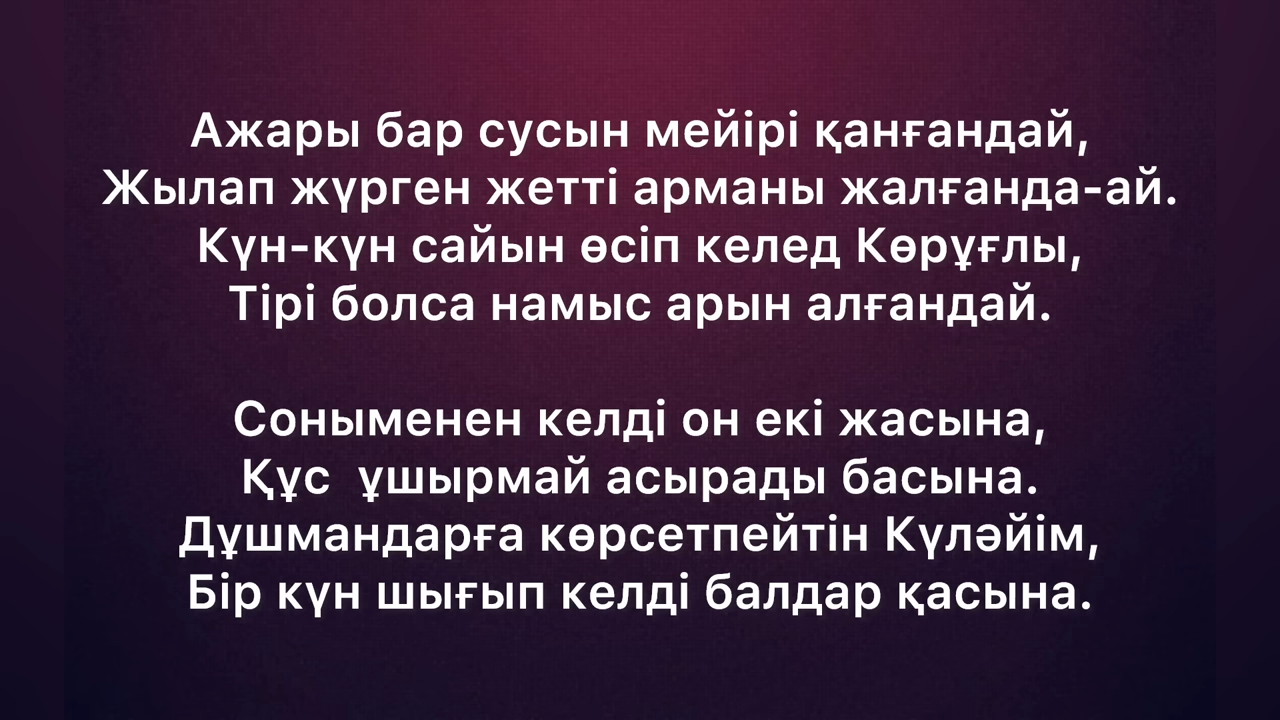 Ажары бар сусын мейірі қанғандай,
Жылап жүрген жетті арманы жалғанда-ай.
Күн-күн сайын өсіп келед Көрұғлы,
Тірі болса намыс арын алғандай.
Соныменен келді он екі жасына,
Құс  ұшырмай асырады басына.
Дұшмандарға көрсетпейтін Күләйім,
Бір күн шығып келді балдар қасына.